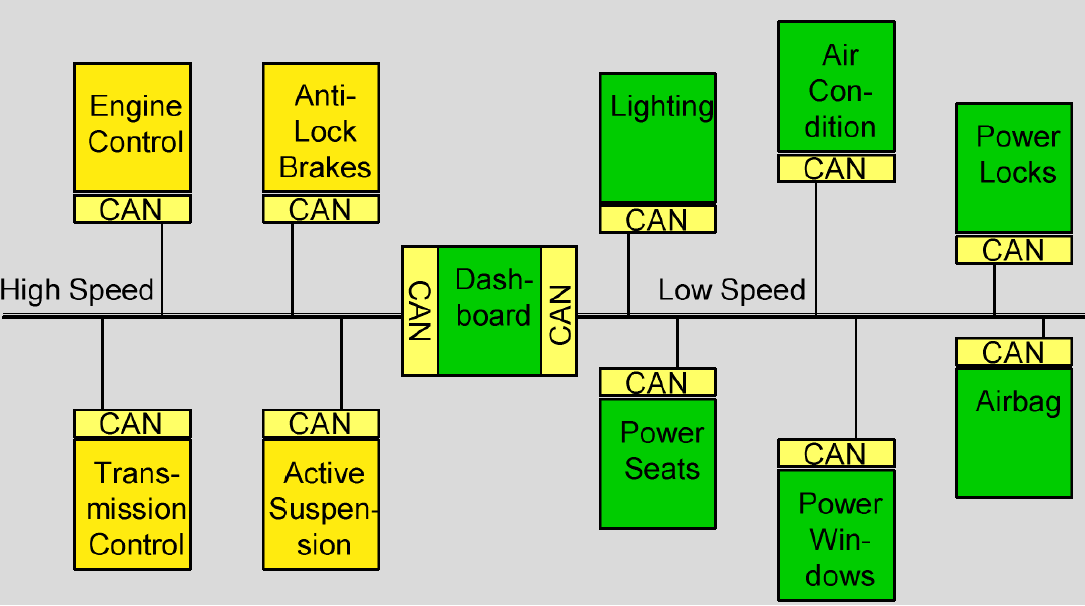 Engine
Control
CAN
Anti-
Lock
Brakes
CAN
Lighting
CAN
Air
Con-
dition
CAN
Power
Locks
CAN
High Speed
CAN
Dash-
board
CAN
Low Speed
CAN
Trans-
mission
Control
CAN
Active
Suspen-
sion
CAN
Power
Seats
CAN
Power
Win-
dows
CAN
Airbag